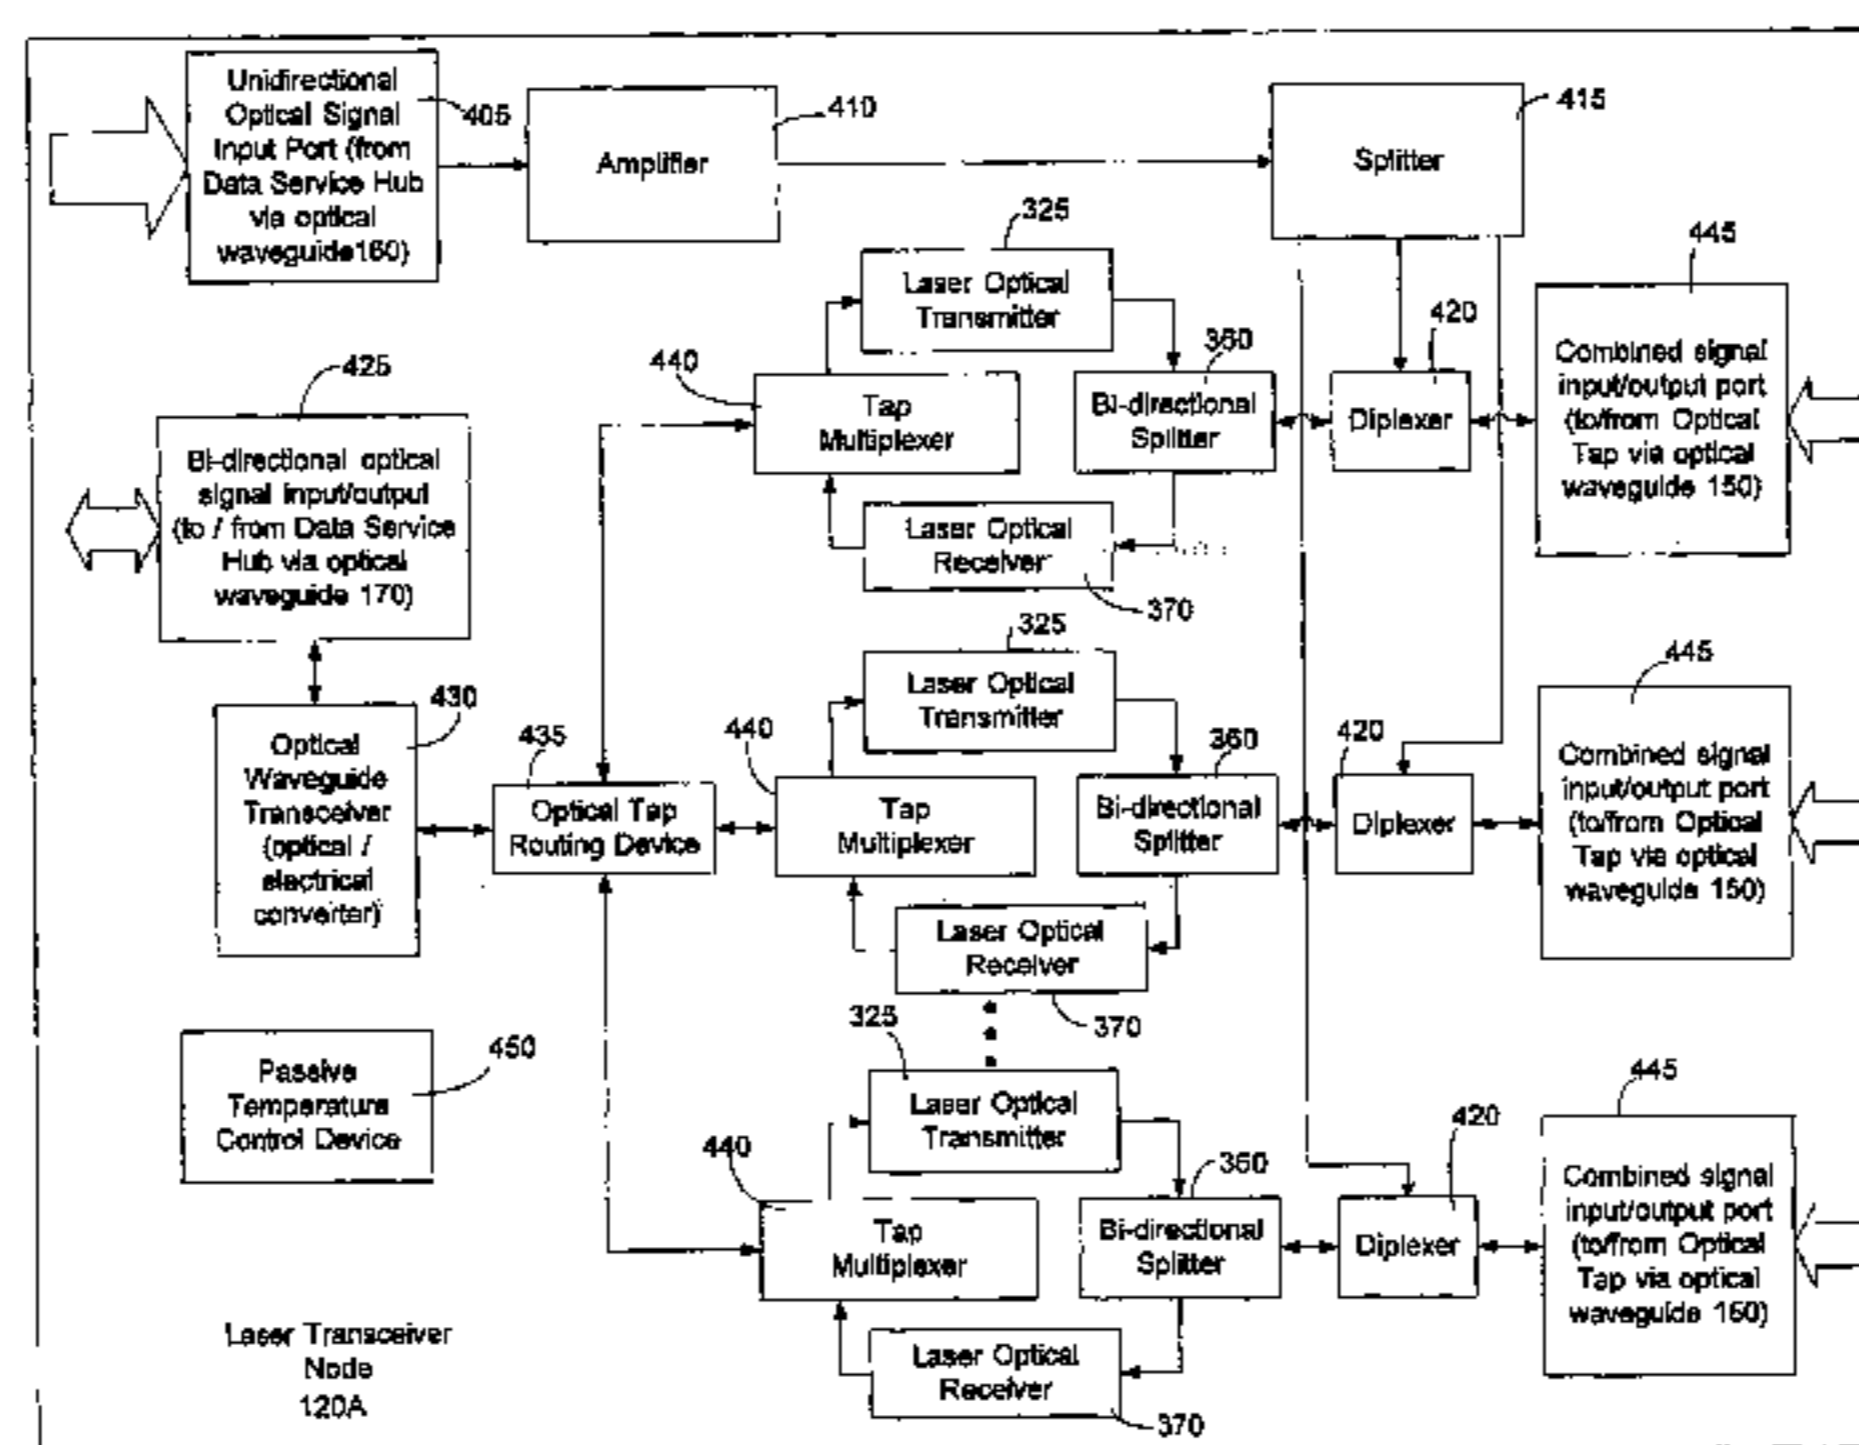 Unidirectional
Optical Signal
Input Port (from
Data Service Hub
via optical
waveguide160)
405
Amplifier
410
Splitter
415
325
Laser Optical
Transmitter
440
Tap
Multiplexer
360
Bi-directional
Splitter
420
Diplexer
445
Combined signal
input/output port
(to/from Optical
Tap via optical
waveguide 150)
Laser Optical
Receiver
370
425
Bi-directional optical
signal input/output
(to / from Data Service
Hub via optical
waveguide 170)
430
Optical
Waveguide
Transceiver
(optical /
electrical
converter)
435
Optical Tap
Routing Device
325
Laser Optical
Transmitter
440
Tap
Multiplexer
360
Bi-directional
Splitter
420
Diplexer
445
Combined signal
input/output port
(to/from Optical
Tap via optical
waveguide 150)
Laser Optical
Receiver
370
450
Passive
Temperature
Control Device
325
Laser Optical
Transmitter
440
Tap
Multiplexer
360
Bi-directional
Splitter
420
Diplexer
445
Combined signal
input/output port
(to/from Optical
Tap via optical
waveguide 150)
Laser Optical
Receiver
370
Laser Transceiver
Node
120A